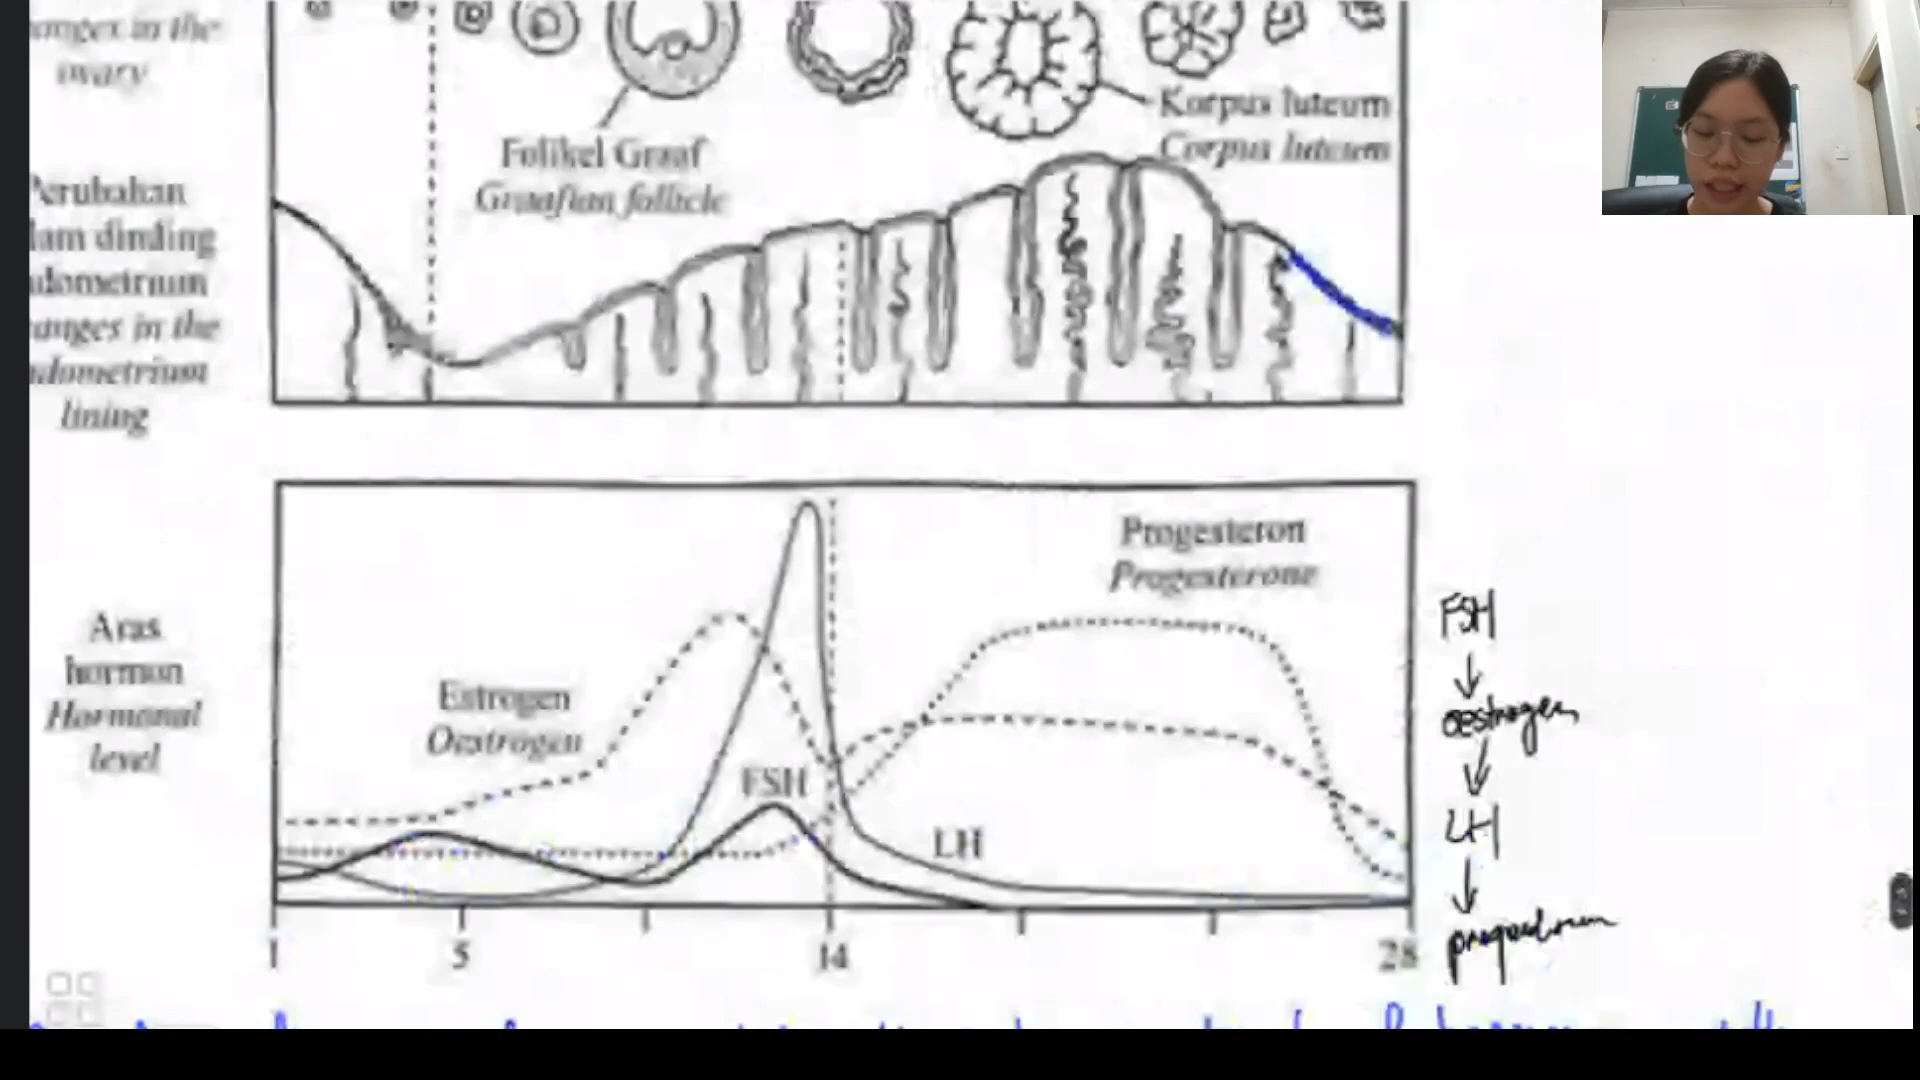 anges in the
ovary
Folikel Graaf
Graafian follicle
Korpus luteum
Corpus luteum
Perubahan
lam dinding
ndometrium
anges in the
ndometrium
lining
Aras
hormon
Hormonal
level
Estrogen
Oestrogen
FSH
LH
Progesteron
Progesterone
1 5 14 28
FSH
oestrogen
LH